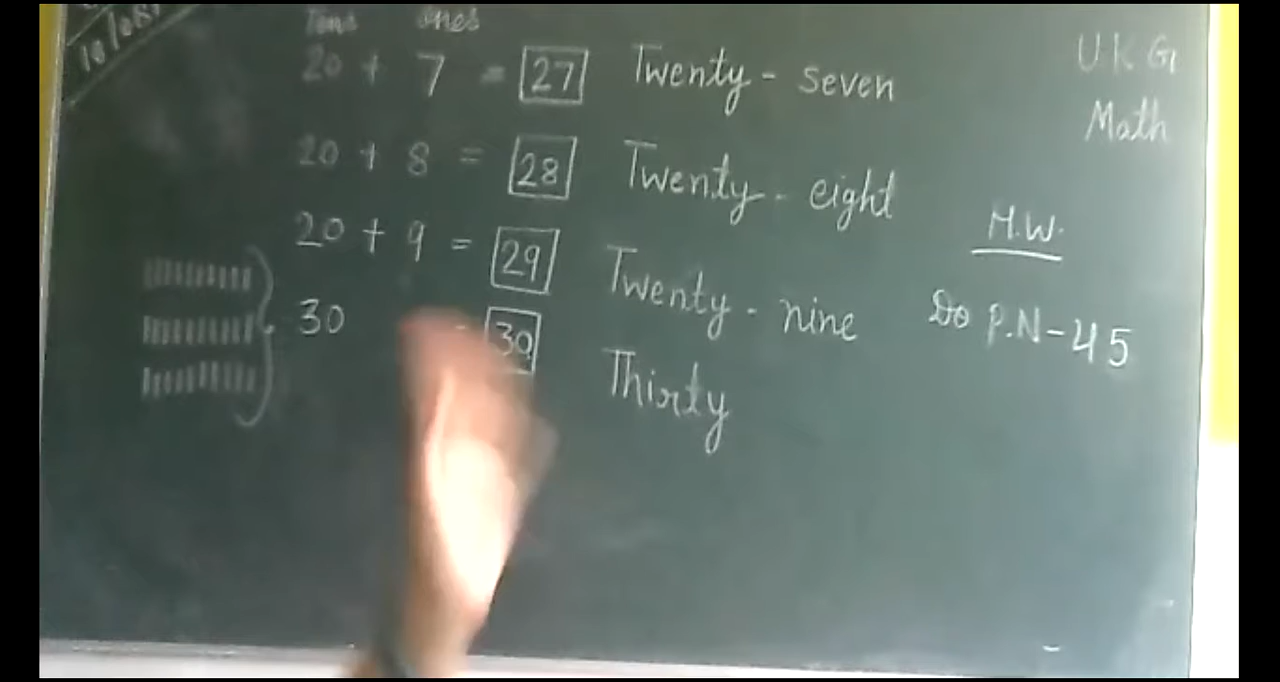 Tens Ones
20 + 7 = 27 Twenty - seven
20 + 8 = 28 Twenty - eight
20 + 9 = 29 Twenty - nine
30 = 30 Thirty
U K G
Math
H.W.
Do P.N - 45